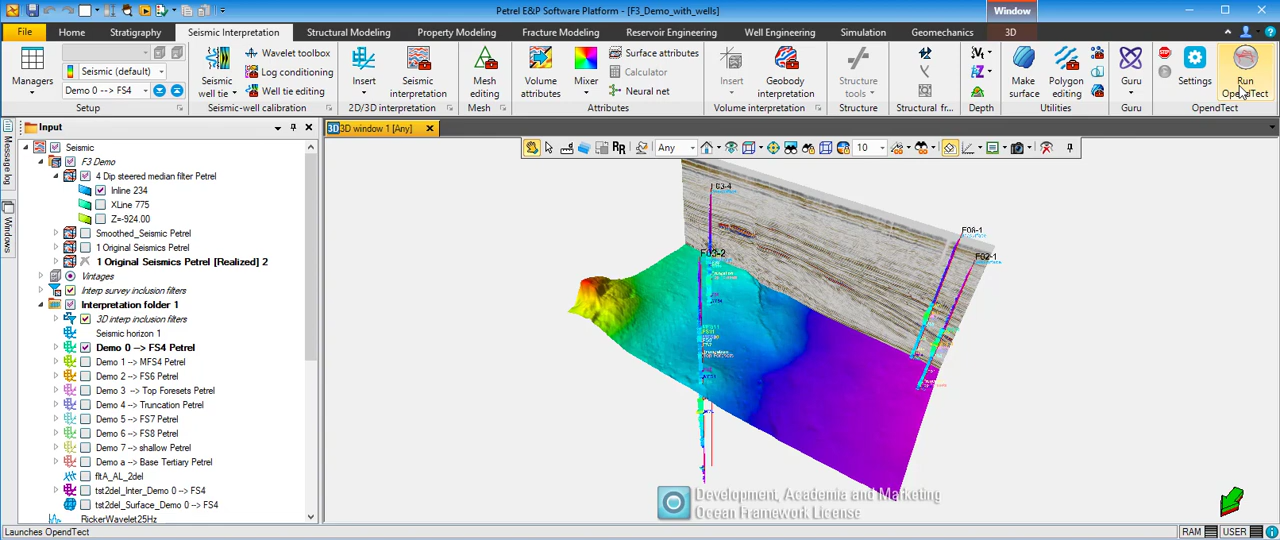 Petrel E&P Software Platform - [F3_Demo_with_wells]
Window
File
Home
Stratigraphy
Seismic Interpretation
Structural Modeling
Property Modeling
Fracture Modeling
Reservoir Engineering
Well Engineering
Simulation
Geomechanics
3D
Managers
Seismic (default)
Demo 0 --> FS4
Setup
Seismic well tie
Wavelet toolbox
Log conditioning
Well tie editing
Seismic-well calibration
Insert
Seismic interpretation
2D/3D interpretation
Mesh editing
Mesh
Volume attributes
Mixer
Surface attributes
Calculator
Neural net
Attributes
Insert
Geobody interpretation
Volume interpretation
Structure tools
Structure
Structural fr...
Depth
Make surface
Polygon editing
Utilities
Guru
Guru
STOP
Settings
Run OpendTect
OpendTect
Message log
Windows
Input
Seismic
F3 Demo
4 Dip steered median filter Petrel
Inline 234
XLine 775
Z=-924.00
Smoothed_Seismic Petrel
1 Original Seismics Petrel
1 Original Seismics Petrel [Realized] 2
Vintages
Interp survey inclusion filters
Interpretation folder 1
3D interp inclusion filters
Seismic horizon 1
Demo 0 --> FS4 Petrel
Demo 1 --> MFS4 Petrel
Demo 2 --> FS6 Petrel
Demo 3 --> Top Foresets Petrel
Demo 4 --> Truncation Petrel
Demo 5 --> FS7 Petrel
Demo 6 --> FS8 Petrel
Demo 7 --> shallow Petrel
Demo a --> Base Tertiary Petrel
fltA_AL_2del
tst2del_Inter_Demo 0 --> FS4
tst2del_Surface_Demo 0 --> FS4
RickerWavelet25Hz
3D 3D window 1 [Any]
Any
10
F03-2
F06-1
F02-1
Development, Academia and Marketing
Ocean Framework License
Launches OpendTect
RAM
USER